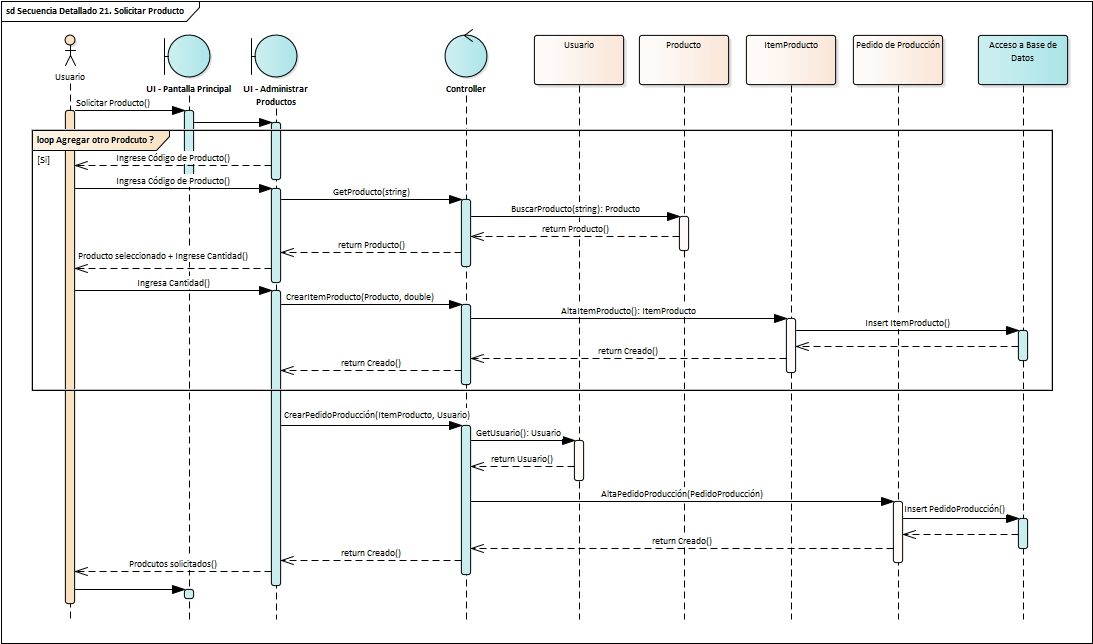 sd Secuencia Detallado 21. Solicitar Producto
Usuario
UI - Pantalla Principal
UI - Administrar
Productos
Controller
Usuario
Producto
ItemProducto
Pedido de Producción
Acceso a Base de
Datos
Solicitar Producto()
loop Agregar otro Prodcuto ?
[Si]
Ingrese Código de Producto()
Ingresa Código de Producto()
GetProducto(string)
BuscarProducto(string): Producto
return Producto()
return Producto()
Producto seleccionado + Ingrese Cantidad()
Ingresa Cantidad()
CrearItemProducto(Producto, double)
AltaItemProducto(): ItemProducto
Insert ItemProducto()
return Creado()
return Creado()
CrearPedidoProducción(ItemProducto, Usuario)
GetUsuario(): Usuario
return Usuario()
AltaPedidoProducción(PedidoProducción)
Insert PedidoProducción()
return Creado()
return Creado()
Prodcutos solicitados()